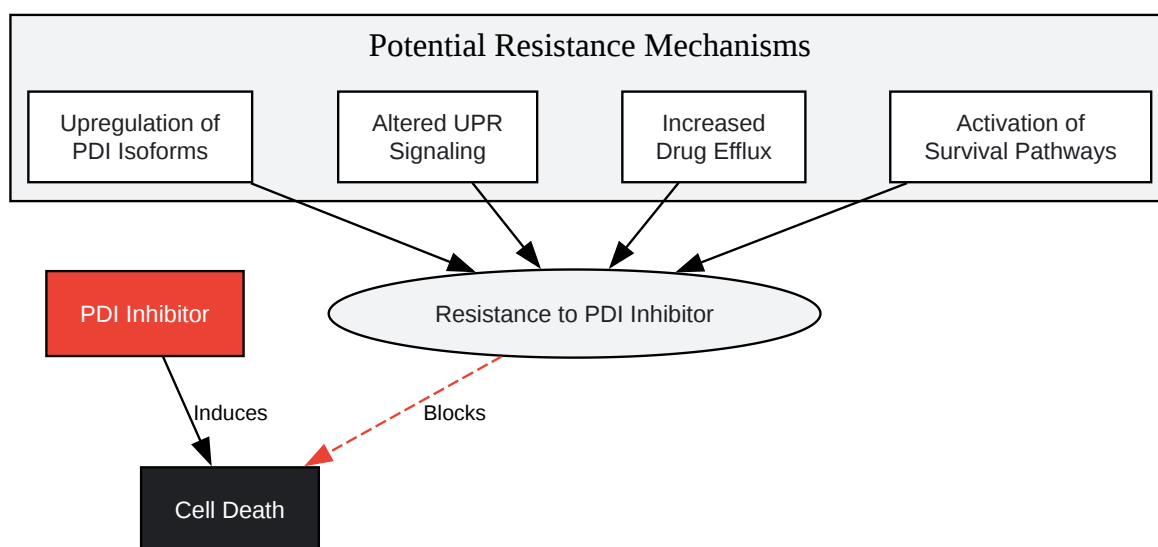 Potential Resistance Mechanisms
Upregulation of
PDI Isoforms
Altered UPR
Signaling
Increased
Drug Efflux
Activation of
Survival Pathways
PDI Inhibitor
Resistance to PDI Inhibitor
Induces
Blocks
Cell Death